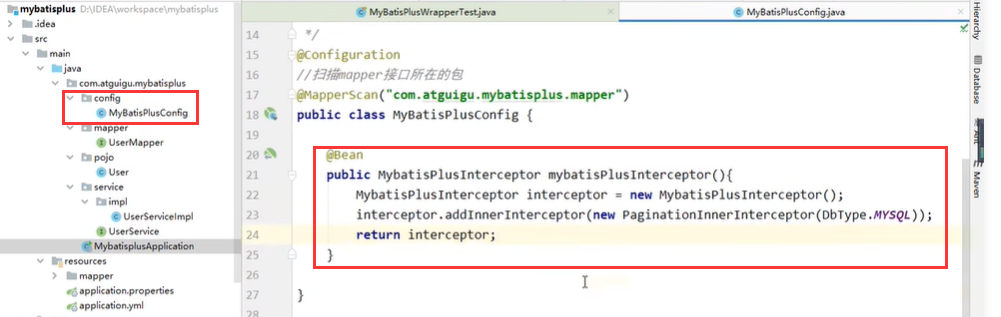 mybatisplus D:\IDEA\workspace\mybatisplus
.idea
src
main
java
com.atguigu.mybatisplus
config
MyBatisPlusConfig
mapper
UserMapper
pojo
User
service
impl
UserServiceImpl
UserService
MybatisplusApplication
resources
mapper
application.properties
application.yml
MyBatisPlusWrapperTest.java
MyBatisPlusConfig.java
14 */
15 @Configuration
16 //扫描mapper接口所在的包
17 @MapperScan("com.atguigu.mybatisplus.mapper")
18 public class MyBatisPlusConfig {
19
20 @Bean
21 public MybatisPlusInterceptor mybatisPlusInterceptor(){
22 MybatisPlusInterceptor interceptor = new MybatisPlusInterceptor();
23 interceptor.addInnerInterceptor(new PaginationInnerInterceptor(DbType.MYSQL));
24 return interceptor;
25 }
26
27 }
28
Hierarchy
Database
Ant
Maven